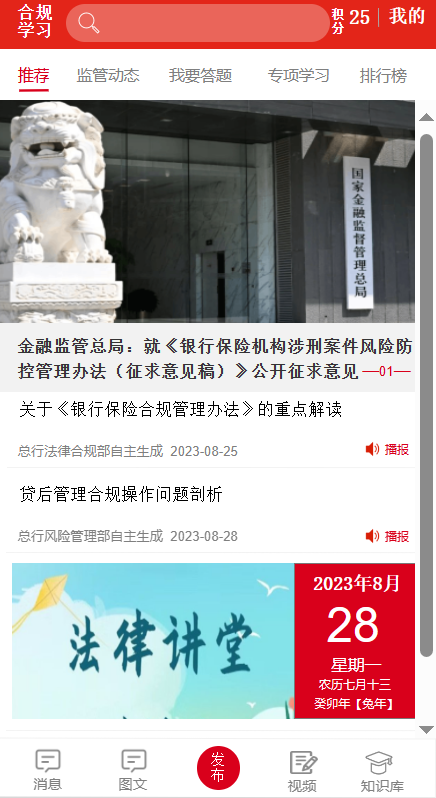 合规
学习
积
分
25
我的
推荐
监管动态
我要答题
专项学习
排行榜
国家金融监督管理总局
金融监管总局：就《银行保险机构涉刑案件风险防
控管理办法（征求意见稿）》公开征求意见 —01—
关于《银行保险合规管理办法》的重点解读
总行法律合规部自主生成 2023-08-25
播报
贷后管理合规操作问题剖析
总行风险管理部自主生成 2023-08-28
播报
法律讲堂
2023年8月
28
星期一
农历七月十三
癸卯年【兔年】
消息
图文
发
布
视频
知识库